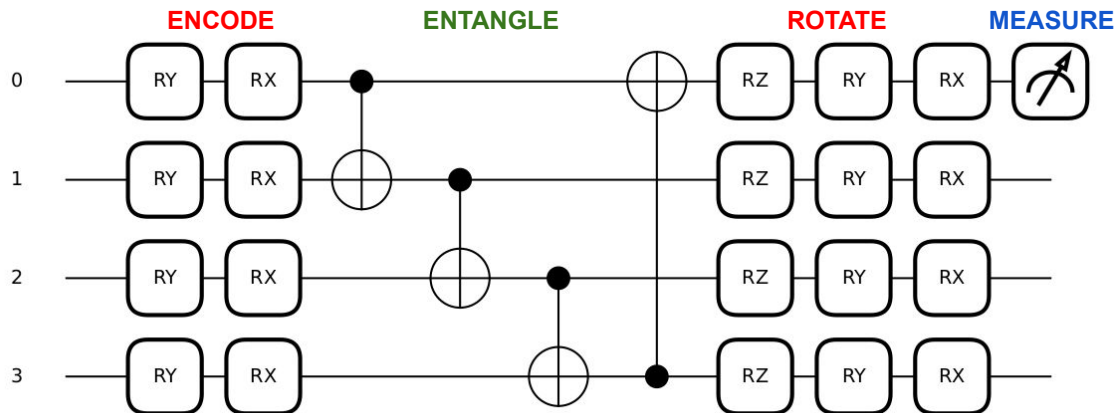 ENCODE ENTANGLE ROTATE MEASURE
0 RY RX RZ RY RX
1 RY RX RZ RY RX
2 RY RX RZ RY RX
3 RY RX RZ RY RX